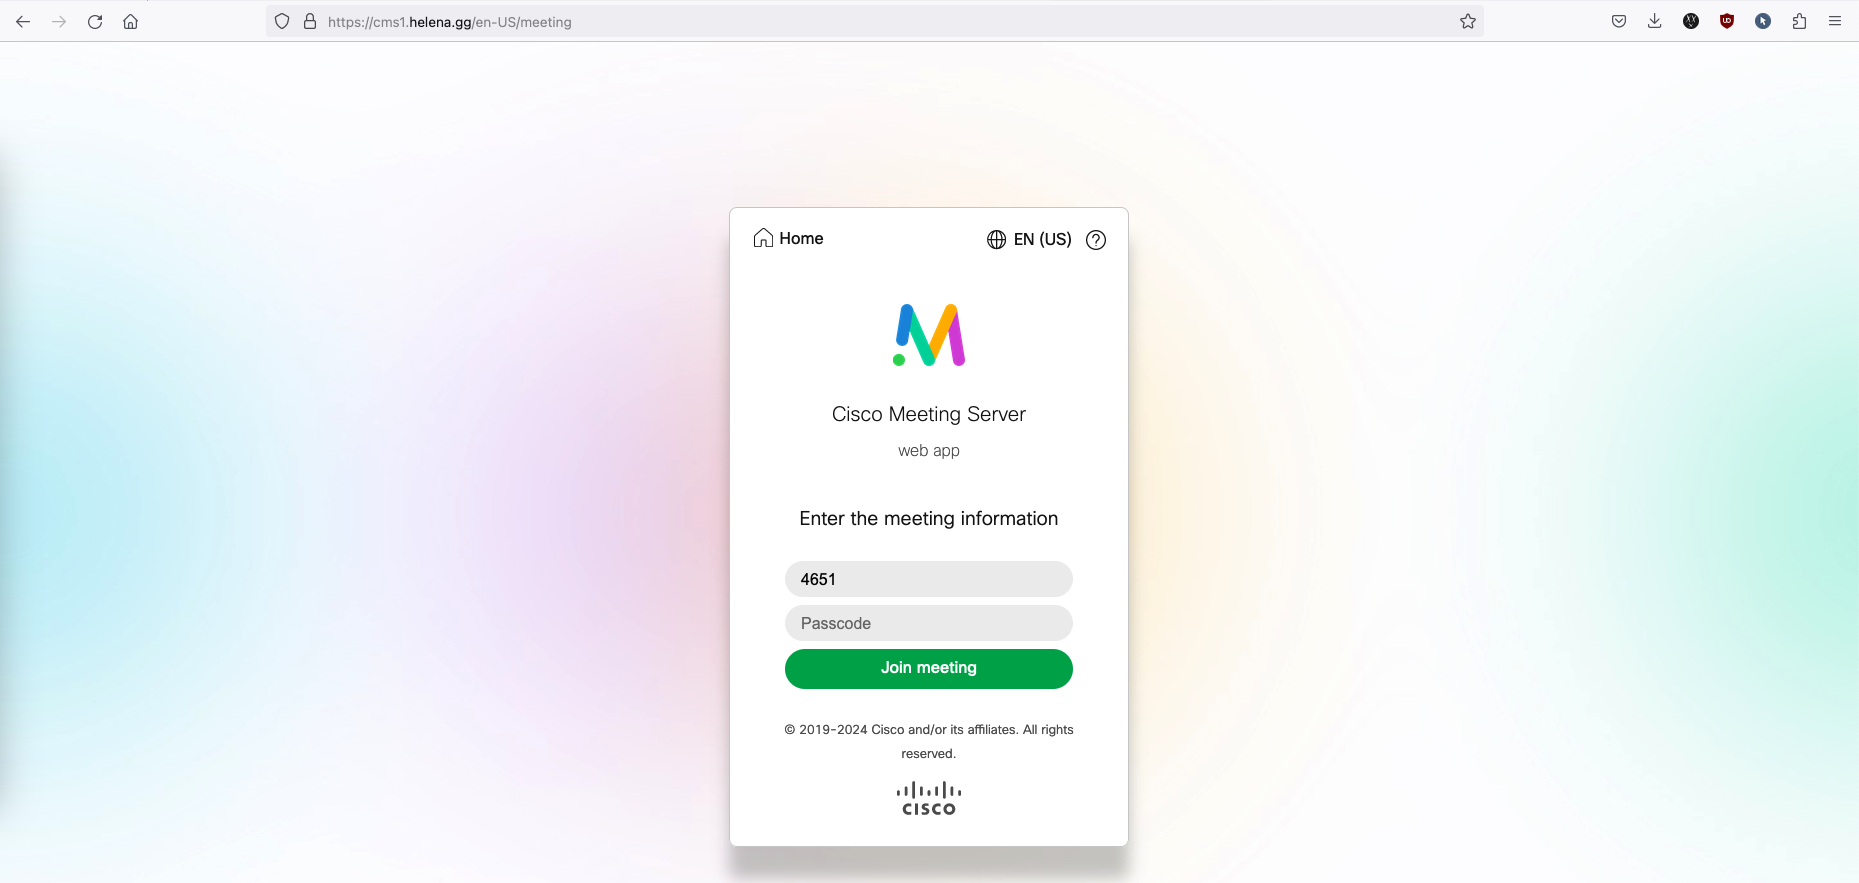 https://cms1.helena.gg/en-US/meeting
Home
EN (US)
Cisco Meeting Server
web app
Enter the meeting information
4651
Passcode
Join meeting
© 2019-2024 Cisco and/or its affiliates. All rights
reserved.
CISCO